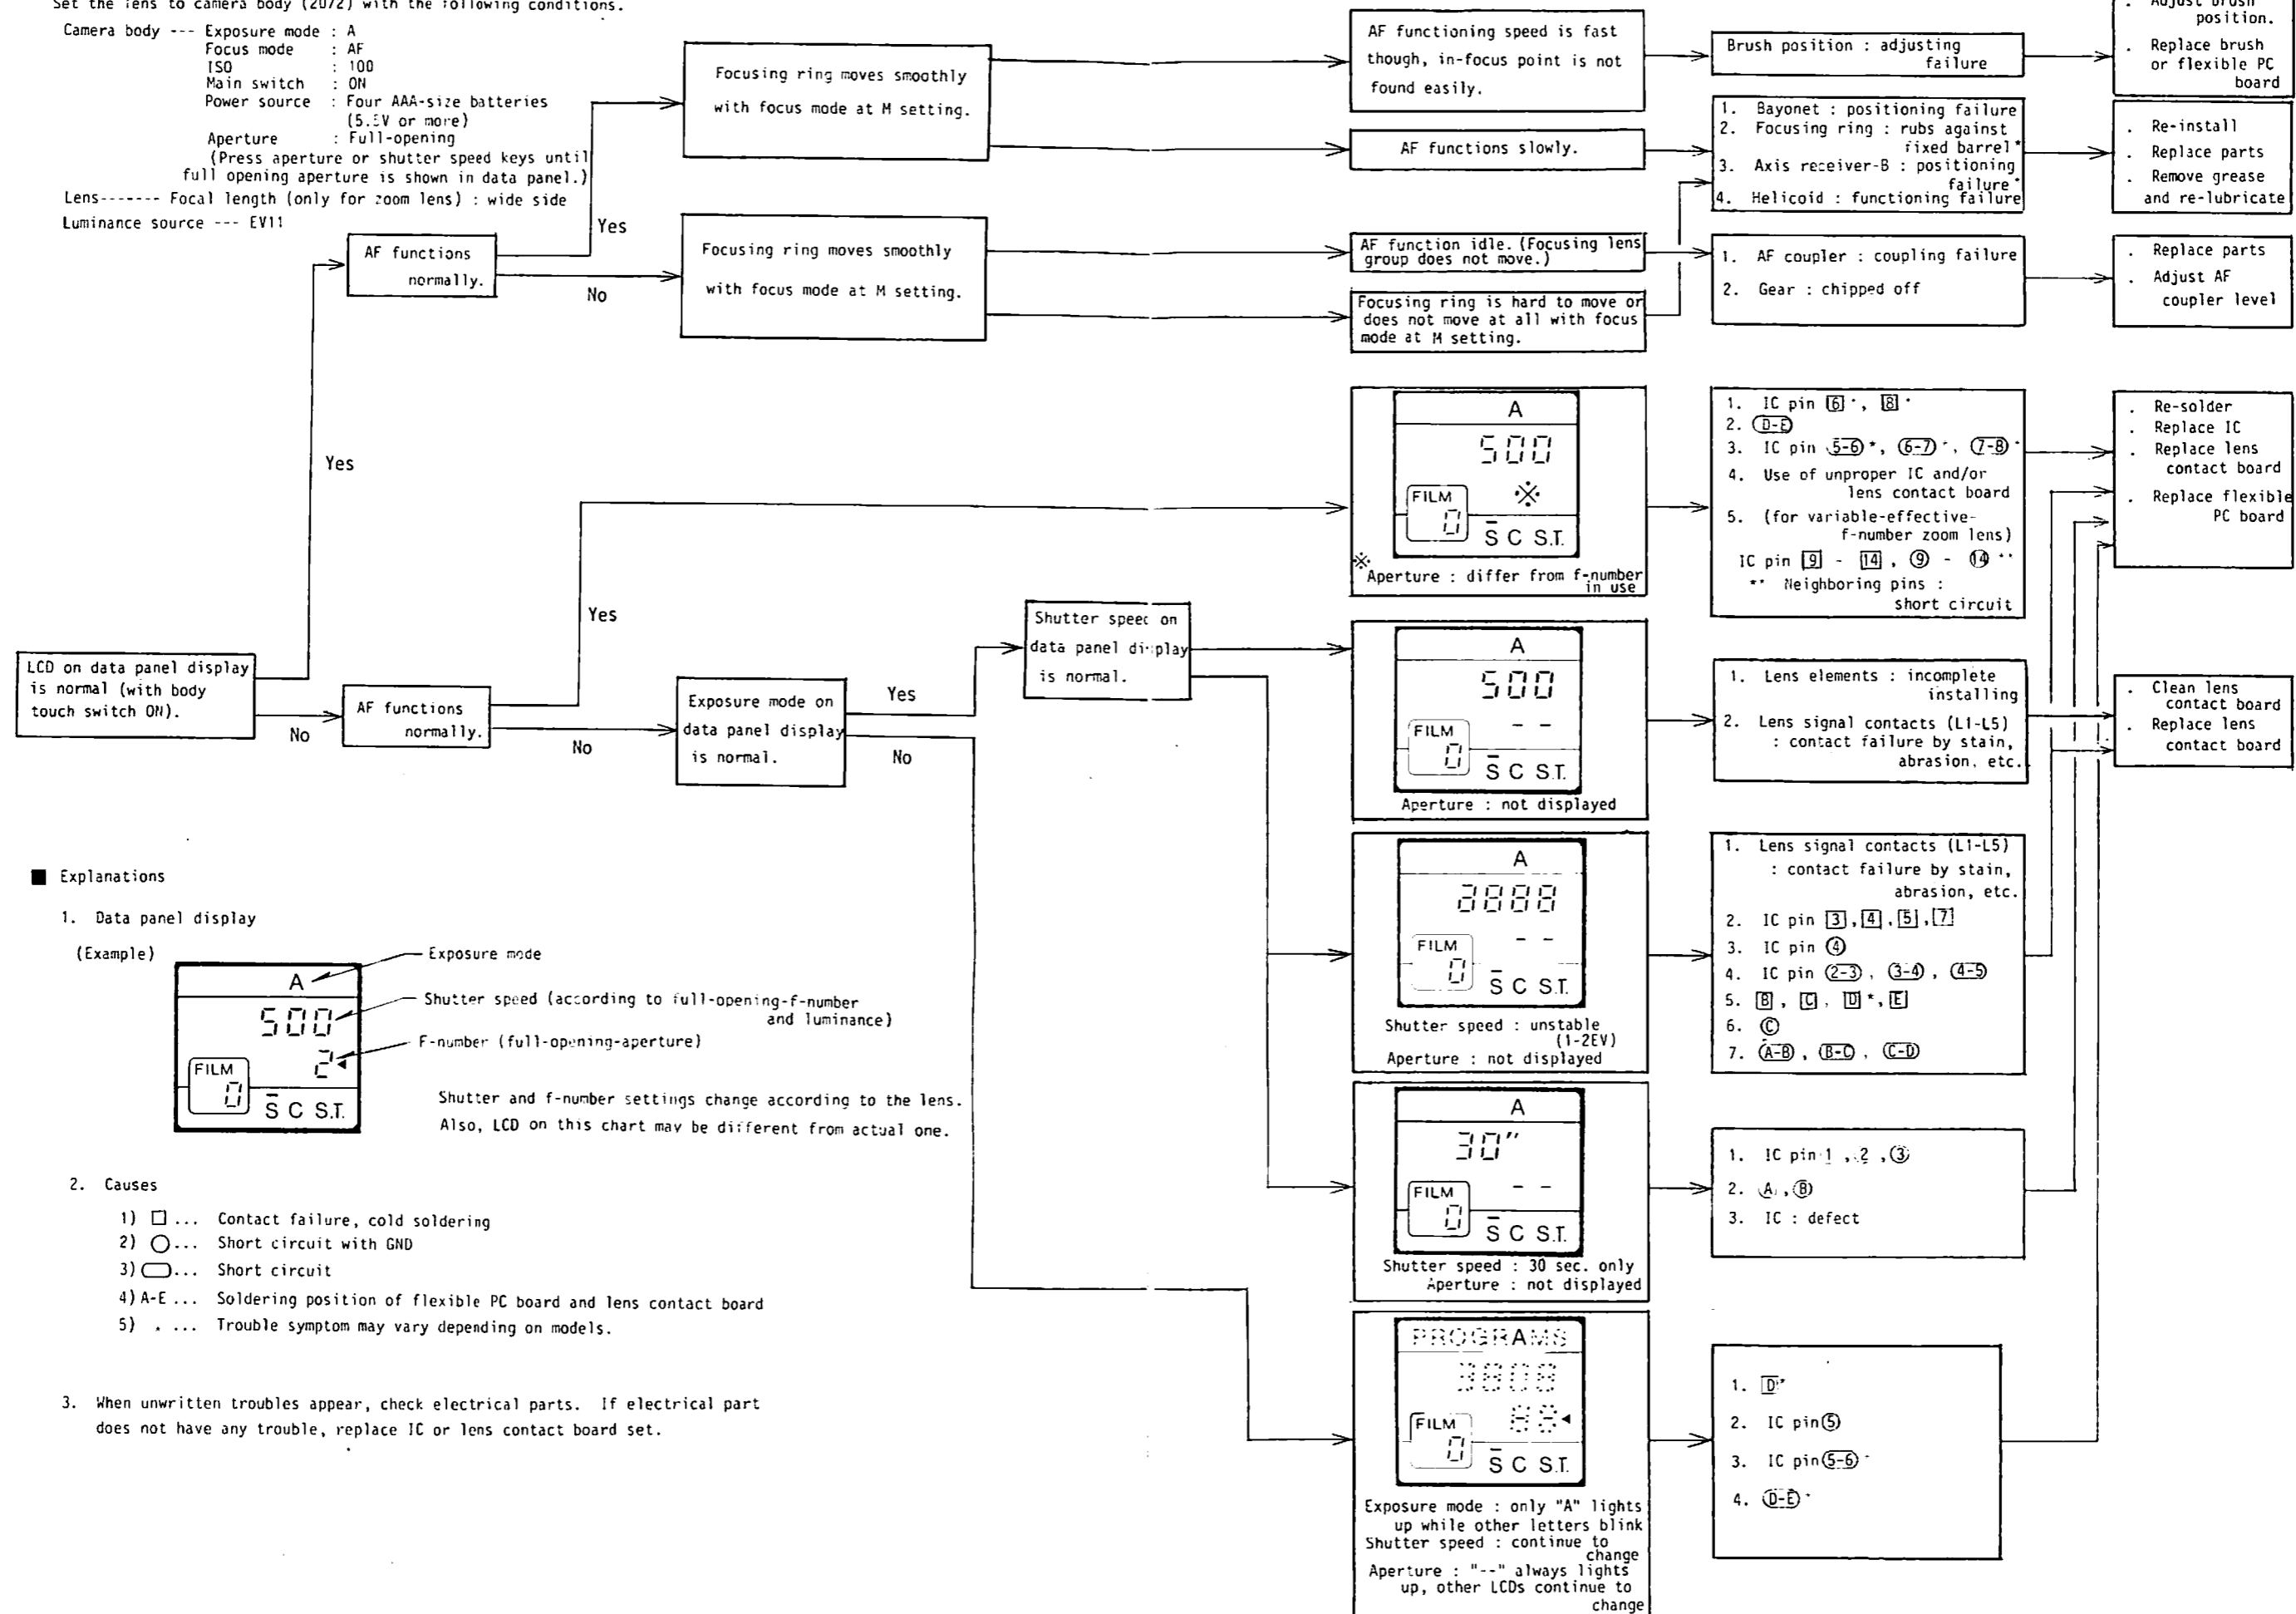 Set the lens to camera body (2072) with the following conditions.
Camera body --- Exposure mode : A
Focus mode : AF
ISO : 100
Main switch : ON
Power source : Four AAA-size batteries
(5.5V or more)
Aperture : Full-opening
(Press aperture or shutter speed keys until
full opening aperture is shown in data panel.)
Lens------- Focal length (only for zoom lens) : wide side
Luminance source --- EV11
LCD on data panel display
is normal (with body
touch switch ON).
Yes
No
AF functions
normally.
Yes
No
AF functions
normally.
Yes
No
Focusing ring moves smoothly
with focus mode at M setting.
Focusing ring moves smoothly
with focus mode at M setting.
Exposure mode on
data panel display
is normal.
Yes
No
Shutter speed on
data panel display
is normal.
AF functioning speed is fast
though, in-focus point is not
found easily.
AF functions slowly.
AF function idle. (Focusing lens
group does not move.)
Focusing ring is hard to move or
does not move at all with focus
mode at M setting.
A
500
※
FILM
0
S C S.T.
※
Aperture : differ from f-number
in use
A
500
- -
FILM
0
S C S.T.
Aperture : not displayed
A
8888
- -
FILM
0
S C S.T.
Shutter speed : unstable
(1-2EV)
Aperture : not displayed
A
30"
- -
FILM
0
S C S.T.
Shutter speed : 30 sec. only
Aperture : not displayed
PROGRAMS
FILM
0
S C S.T.
Exposure mode : only "A" lights
up while other letters blink
Shutter speed : continue to
change
Aperture : "--" always lights
up, other LCDs continue to
change
Brush position : adjusting
failure
1. Bayonet : positioning failure
2. Focusing ring : rubs against
fixed barrel *
3. Axis receiver-B : positioning
failure *
4. Helicoid : functioning failure
1. AF coupler : coupling failure
2. Gear : chipped off
1. IC pin 6 *, 8 *
2. D-E
3. IC pin 5-6 *, 6-7 *, 7-8 *
4. Use of unproper IC and/or
lens contact board
5. (for variable-effective-
f-number zoom lens)
IC pin 9 - 14 , ⑨ - ⑭ **
** Neighboring pins :
short circuit
1. Lens elements : incomplete
installing
2. Lens signal contacts (L1-L5)
: contact failure by stain,
abrasion, etc.
1. Lens signal contacts (L1-L5)
: contact failure by stain,
abrasion, etc.
2. IC pin 3 , 4 , 5 , 7
3. IC pin ④
4. IC pin 2-3 , 3-4 , 4-5
5. B , C , D *, E
6. Ⓒ
7. A-B , B-C , C-D
1. IC pin 1 , 2 , ③
2. Ⓐ , Ⓑ
3. IC : defect
1. D *
2. IC pin ⑤
3. IC pin 5-6 *
4. D-E *
. Adjust brush
position.
. Replace brush
or flexible PC
board
. Re-install
. Replace parts
. Remove grease
and re-lubricate
. Replace parts
. Adjust AF
coupler level
. Re-solder
. Replace IC
. Replace lens
contact board
. Replace flexible
PC board
. Clean lens
contact board
. Replace lens
contact board
■ Explanations
1. Data panel display
(Example)
A
500
2
FILM
0
S C S.T.
Exposure mode
Shutter speed (according to full-opening-f-number
and luminance)
F-number (full-opening-aperture)
Shutter and f-number settings change according to the lens.
Also, LCD on this chart may be different from actual one.
2. Causes
1) □ ... Contact failure, cold soldering
2) ○ ... Short circuit with GND
3) ⬭ ... Short circuit
4) A-E ... Soldering position of flexible PC board and lens contact board
5) * ... Trouble symptom may vary depending on models.
3. When unwritten troubles appear, check electrical parts. If electrical part
does not have any trouble, replace IC or lens contact board set.